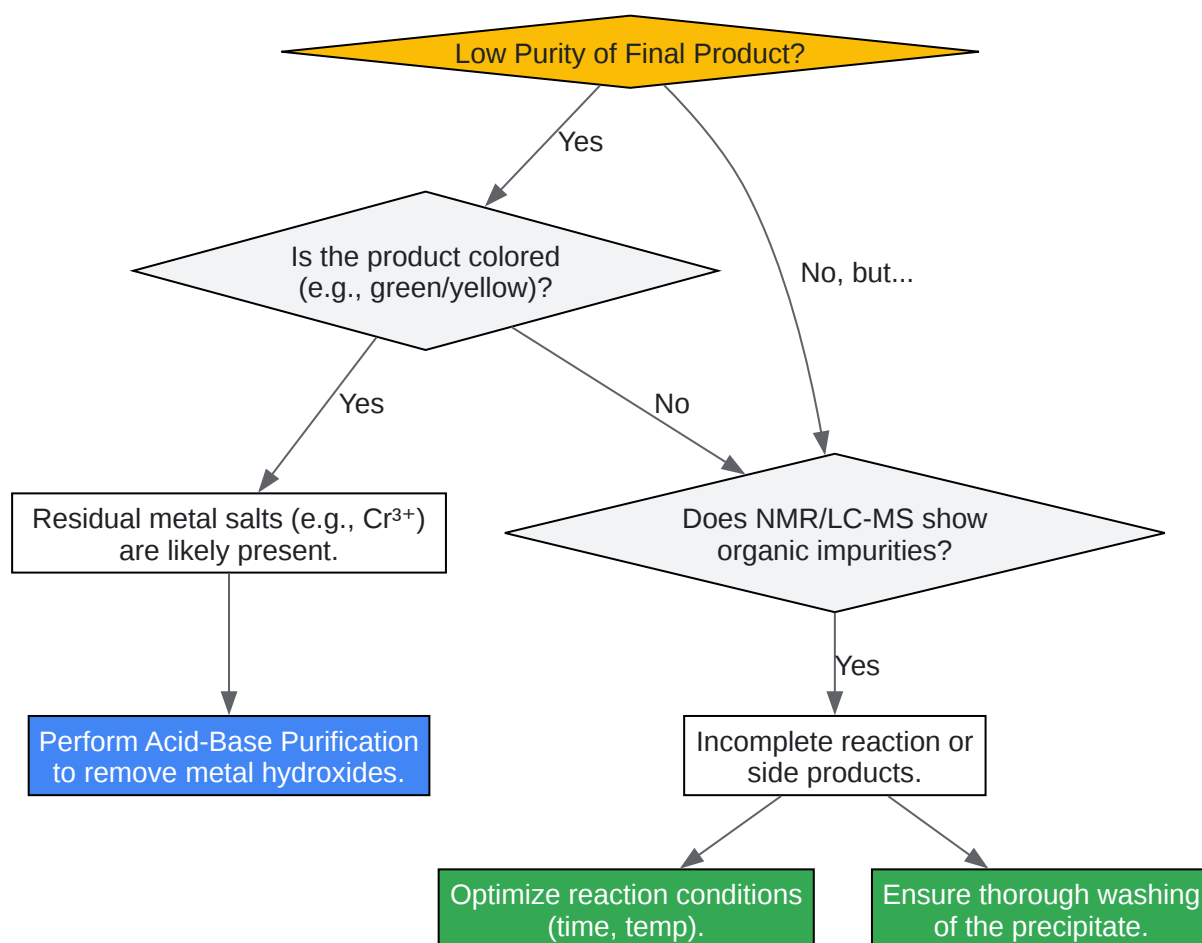 Low Purity of Final Product?
Yes
Is the product colored
(e.g., green/yellow)?
No, but...
Yes
No
Residual metal salts (e.g., Cr³⁺)
are likely present.
Does NMR/LC-MS show
organic impurities?
Yes
Perform Acid-Base Purification
to remove metal hydroxides.
Incomplete reaction or
side products.
Optimize reaction conditions
(time, temp).
Ensure thorough washing
of the precipitate.